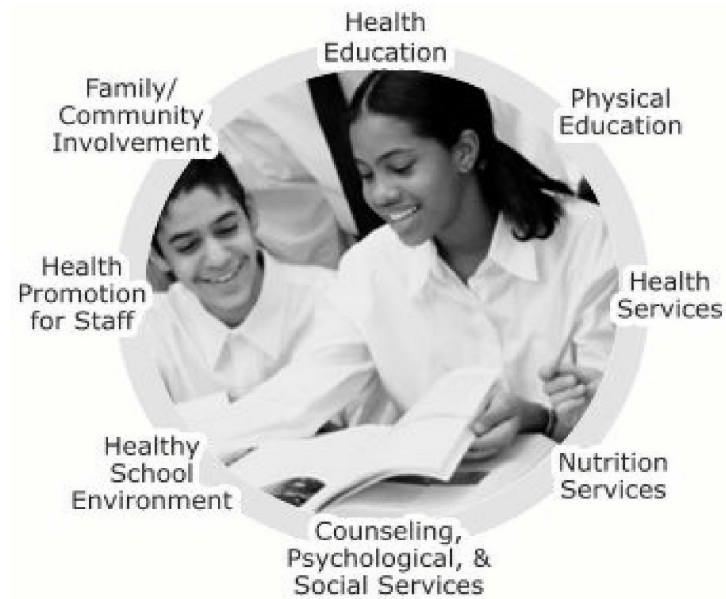 Health
Education
Physical
Education
Health
Services
Nutrition
Services
Counseling,
Psychological, &
Social Services
Healthy
School
Environment
Health
Promotion
for Staff
Family/
Community
Involvement